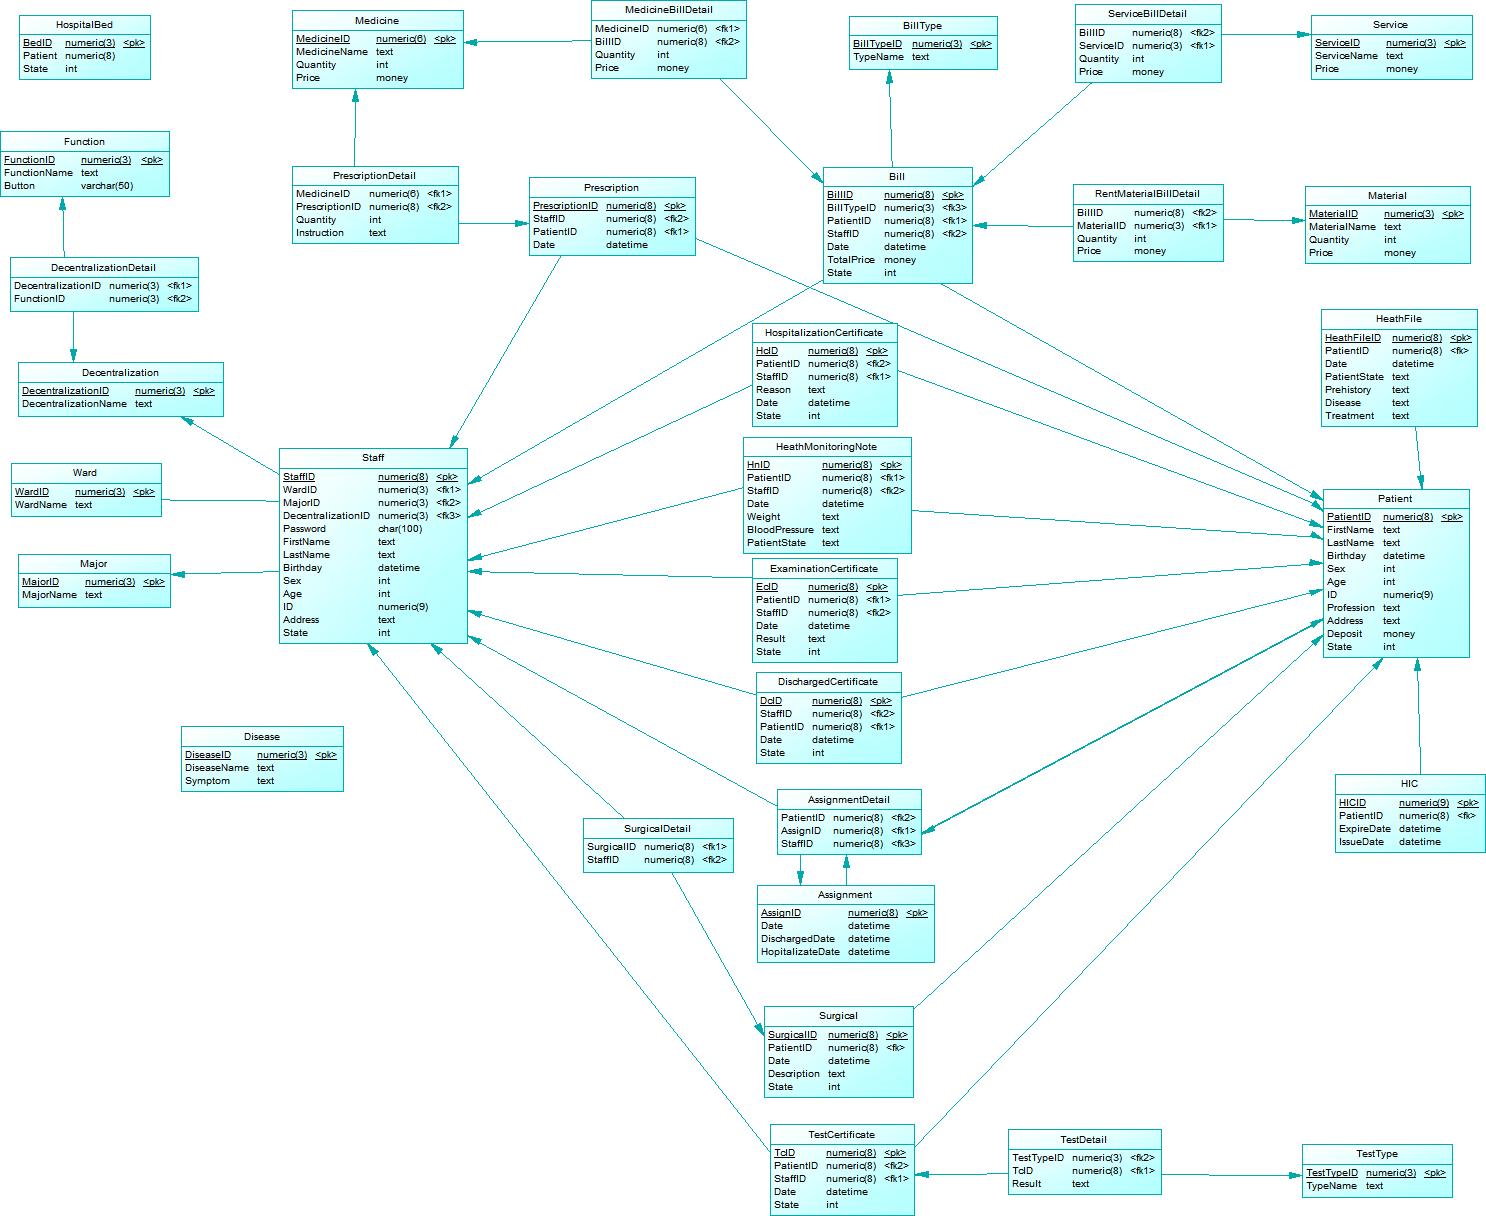 HospitalBed
BedID numeric(3) <pk>
Patient numeric(8)
State int
Medicine
MedicineID numeric(6) <pk>
MedicineName text
Quantity int
Price money
MedicineBillDetail
MedicineID numeric(6) <fk1>
BillID numeric(8) <fk2>
Quantity int
Price money
BillType
BillTypeID numeric(3) <pk>
TypeName text
ServiceBillDetail
BillID numeric(8) <fk2>
ServiceID numeric(3) <fk1>
Quantity int
Price money
Service
ServiceID numeric(3) <pk>
ServiceName text
Price money
Function
FunctionID numeric(3) <pk>
FunctionName text
Button varchar(50)
PrescriptionDetail
MedicineID numeric(6) <fk1>
PrescriptionID numeric(8) <fk2>
Quantity int
Instruction text
Prescription
PrescriptionID numeric(8) <pk>
StaffID numeric(8) <fk2>
PatientID numeric(8) <fk1>
Date datetime
Bill
BillID numeric(8) <pk>
BillTypeID numeric(3) <fk3>
PatientID numeric(8) <fk1>
StaffID numeric(8) <fk2>
Date datetime
TotalPrice money
State int
RentMaterialBillDetail
BillID numeric(8) <fk2>
MaterialID numeric(3) <fk1>
Quantity int
Price money
Material
MaterialID numeric(3) <pk>
MaterialName text
Quantity int
Price money
DecentralizationDetail
DecentralizationID numeric(3) <fk1>
FunctionID numeric(3) <fk2>
Decentralization
DecentralizationID numeric(3) <pk>
DecentralizationName text
HospitalizationCertificate
HcID numeric(8) <pk>
PatientID numeric(8) <fk2>
StaffID numeric(8) <fk1>
Reason text
Date datetime
State int
HeathFile
HeathFileID numeric(8) <pk>
PatientID numeric(8) <fk>
Date datetime
PatientState text
Prehistory text
Disease text
Treatment text
Ward
WardID numeric(3) <pk>
WardName text
Staff
StaffID numeric(8) <pk>
WardID numeric(3) <fk1>
MajorID numeric(3) <fk2>
DecentralizationID numeric(3) <fk3>
Password char(100)
FirstName text
LastName text
Birthday datetime
Sex int
Age int
ID numeric(9)
Address text
State int
HeathMonitoringNote
HnID numeric(8) <pk>
PatientID numeric(8) <fk1>
StaffID numeric(8) <fk2>
Date datetime
Weight text
BloodPressure text
PatientState text
Patient
PatientID numeric(8) <pk>
FirstName text
LastName text
Birthday datetime
Sex int
Age int
ID numeric(9)
Profession text
Address text
Deposit money
State int
Major
MajorID numeric(3) <pk>
MajorName text
ExaminationCertificate
EcID numeric(8) <pk>
PatientID numeric(8) <fk1>
StaffID numeric(8) <fk2>
Date datetime
Result text
State int
DischargedCertificate
DcID numeric(8) <pk>
StaffID numeric(8) <fk2>
PatientID numeric(8) <fk1>
Date datetime
State int
Disease
DiseaseID numeric(3) <pk>
DiseaseName text
Symptom text
AssignmentDetail
PatientID numeric(8) <fk2>
AssignID numeric(8) <fk1>
StaffID numeric(8) <fk3>
HIC
HICID numeric(9) <pk>
PatientID numeric(8) <fk>
ExpireDate datetime
IssueDate datetime
SurgicalDetail
SurgicalID numeric(8) <fk1>
StaffID numeric(8) <fk2>
Assignment
AssignID numeric(8) <pk>
Date datetime
DischargedDate datetime
HopitalizateDate datetime
Surgical
SurgicalID numeric(8) <pk>
PatientID numeric(8) <fk>
Date datetime
Description text
State int
TestCertificate
TcID numeric(8) <pk>
PatientID numeric(8) <fk2>
StaffID numeric(8) <fk1>
Date datetime
State int
TestDetail
TestTypeID numeric(3) <fk2>
TcID numeric(8) <fk1>
Result text
TestType
TestTypeID numeric(3) <pk>
TypeName text